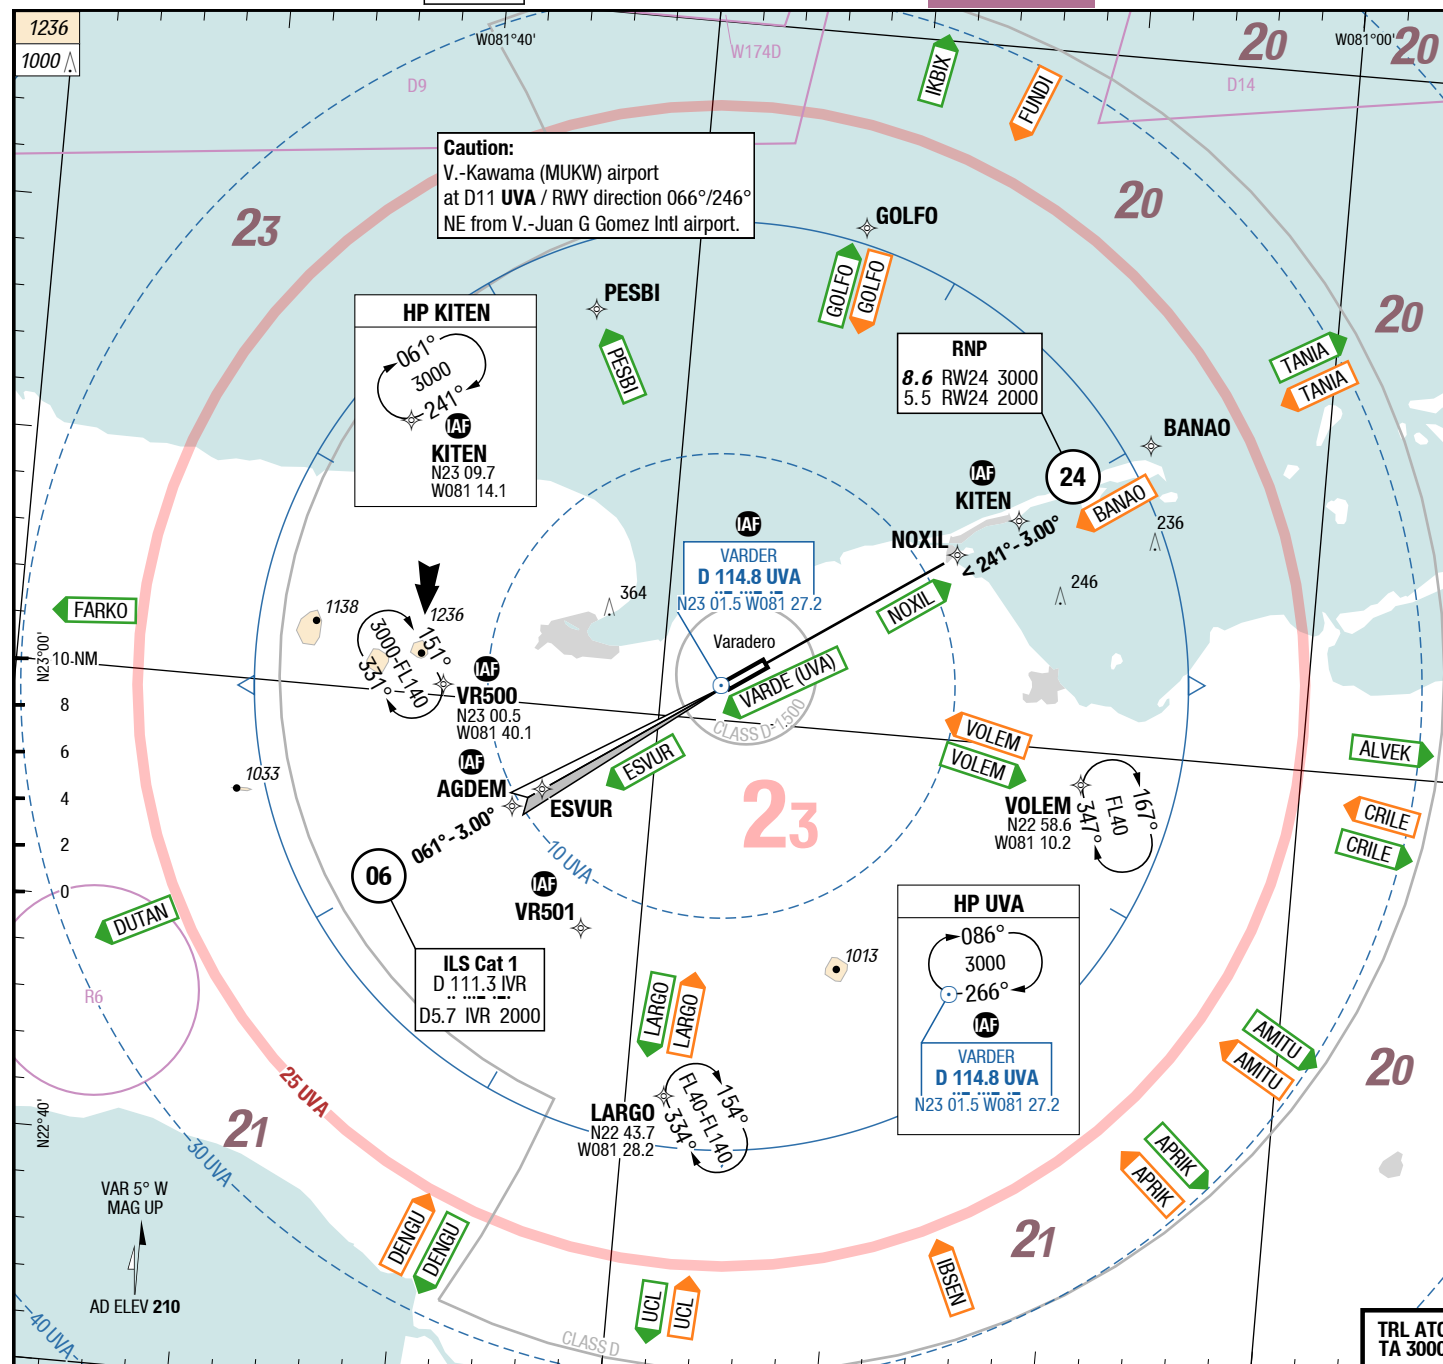 1236
1000
W081°40'
W174D
D9
IKBIX
FUNDI
20
D14
W081°00'
20
Caution:
V.-Kawama (MUKW) airport
at D11 UVA / RWY direction 066°/246°
NE from V.-Juan G Gomez Intl airport.
23
20
GOLFO
GOLFO
GOLFO
PESBI
PESBI
20
HP KITEN
061°
3000
241°
IAF
KITEN
N23 09.7
W081 14.1
RNP
8.6 RW24 3000
5.5 RW24 2000
TANIA
TANIA
BANAO
BANAO
24
IAF
KITEN
NOXIL
< 241°- 3.00°
236
246
NOXIL
IAF
VARDER
D 114.8 UVA
N23 01.5 W081 27.2
364
Varadero
VARDE (UVA)
CLASS D-1500
FARKO
N23°00'
10 NM
8
6
4
2
0
1138
1236
151°
3000-FL140
331°
IAF
VR500
N23 00.5
W081 40.1
1033
IAF
AGDEM
ESVUR
ESVUR
061°- 3.00°
06
10 UVA
23
VOLEM
VOLEM
VOLEM
N22 58.6
W081 10.2
167°
FL40
347°
ALVEK
CRILE
CRILE
IAF
VR501
DUTAN
R6
ILS Cat 1
D 111.3 IVR
D5.7 IVR 2000
1013
HP UVA
086°
3000
266°
IAF
VARDER
D 114.8 UVA
N23 01.5 W081 27.2
LARGO
LARGO
LARGO
N22 43.7
W081 28.2
154°
FL40-FL140
334°
AMITU
AMITU
20
25 UVA
21
N22°40'
30 UVA
APRIK
APRIK
VAR 5° W
MAG UP
AD ELEV 210
DENGU
DENGU
21
IBSEN
UCL
UCL
CLASS D
40 UVA
TRL ATC
TA 3000